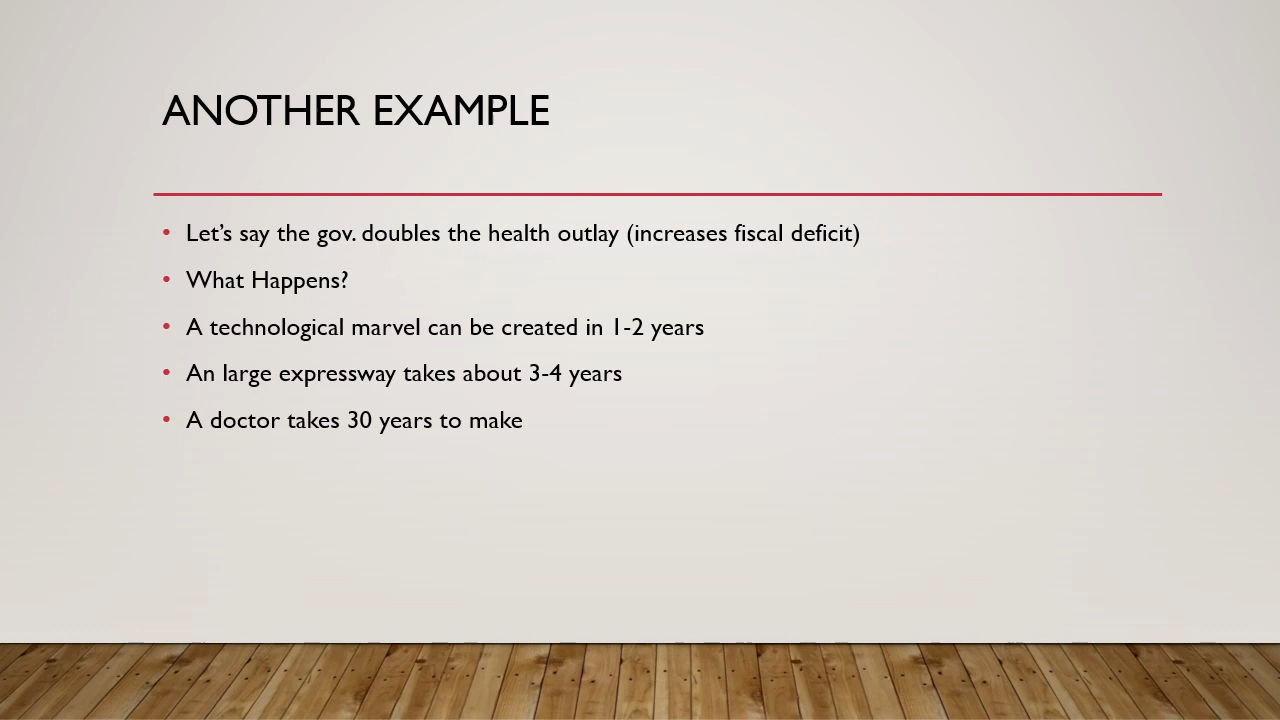 ANOTHER EXAMPLE
• Let’s say the gov. doubles the health outlay (increases fiscal deficit)
• What Happens?
• A technological marvel can be created in 1-2 years
• An large expressway takes about 3-4 years
• A doctor takes 30 years to make